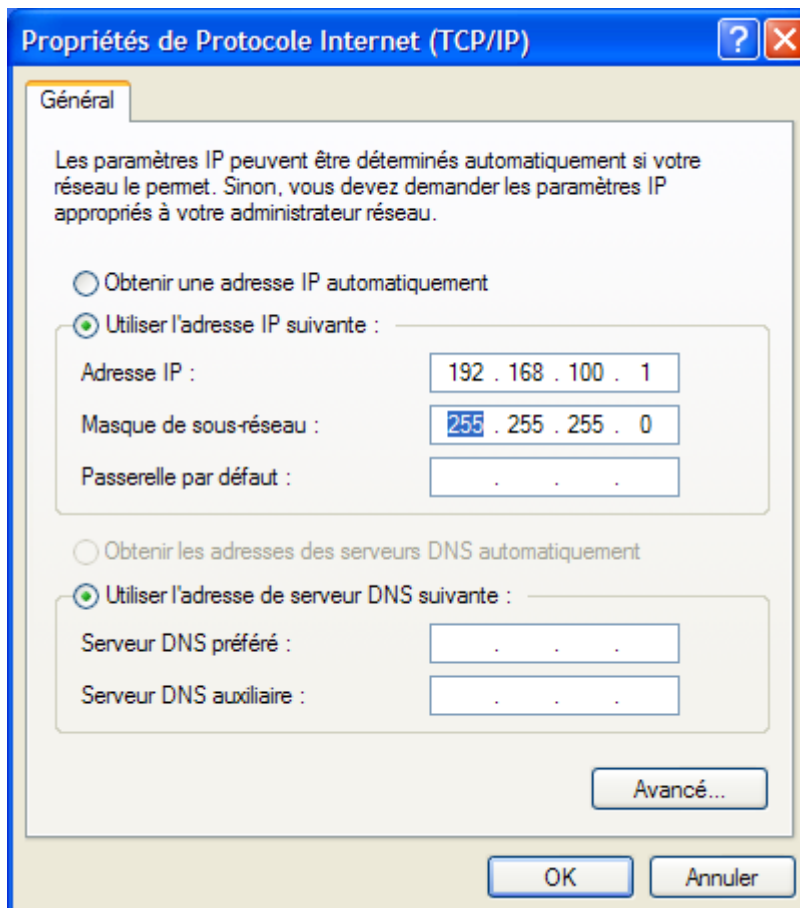 Propriétés de Protocole Internet (TCP/IP)
Général
Les paramètres IP peuvent être déterminés automatiquement si votre
réseau le permet. Sinon, vous devez demander les paramètres IP
appropriés à votre administrateur réseau.
Obtenir une adresse IP automatiquement
Utiliser l'adresse IP suivante :
Adresse IP : 192 . 168 . 100 . 1
Masque de sous-réseau : 255 . 255 . 255 . 0
Passerelle par défaut : . . .
Obtenir les adresses des serveurs DNS automatiquement
Utiliser l'adresse de serveur DNS suivante :
Serveur DNS préféré : . . .
Serveur DNS auxiliaire : . . .
Avancé...
OK Annuler